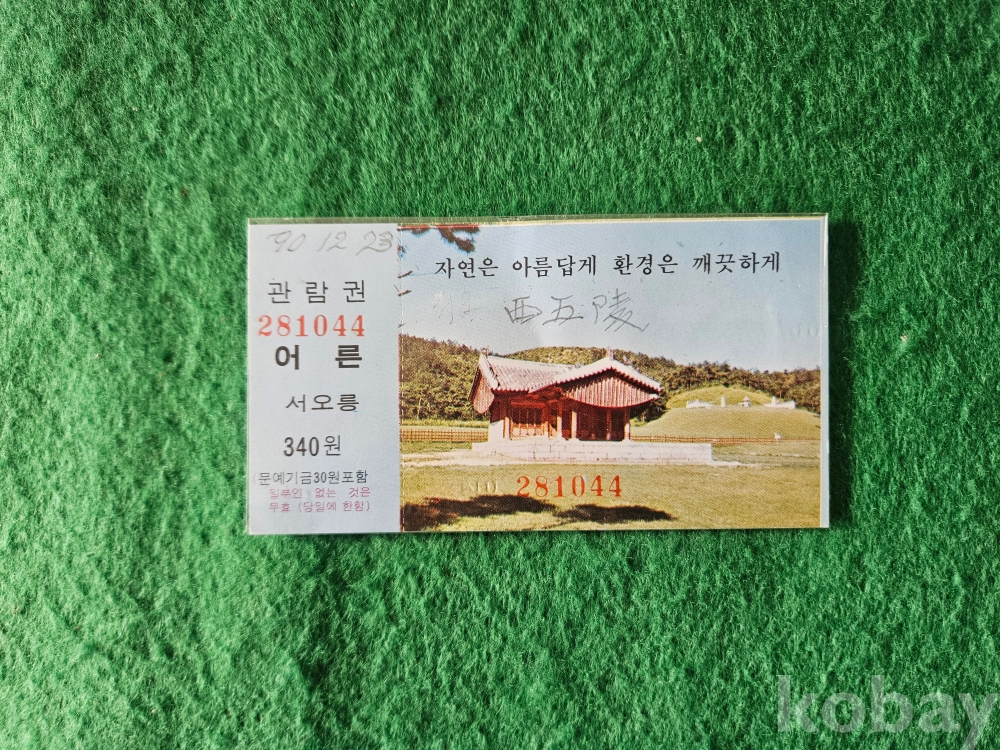 90 12 23
관람권
281044
어 른
서오릉
340원
(문예기금30원포함
일부인 없는 것은
무효 (당일에 한함)
자연은 아름답게 환경은 깨끗하게
西五陵
281044
kobay